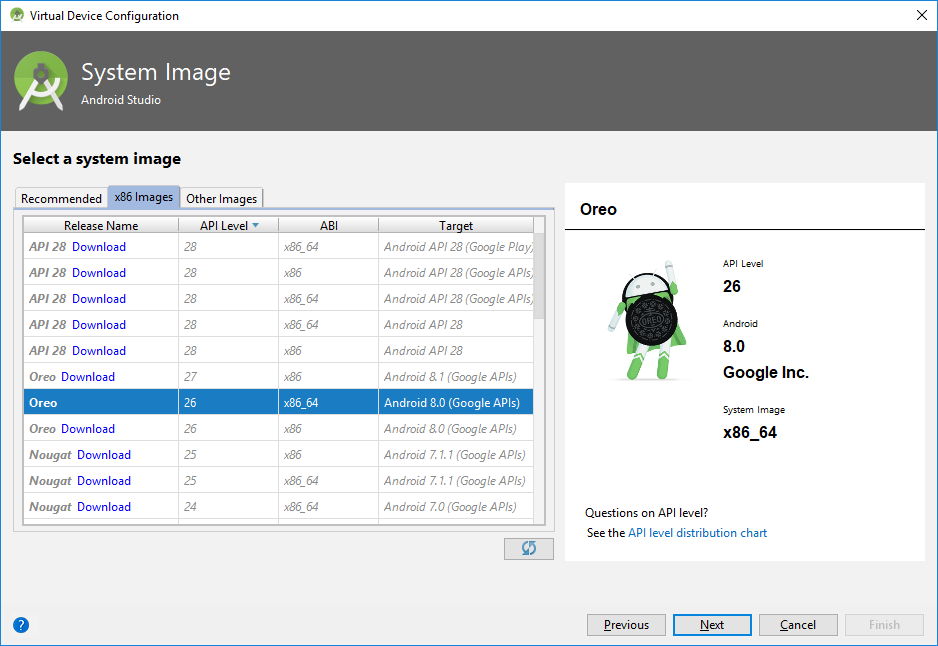 Virtual Device Configuration
System Image
Android Studio
Select a system image
Recommended x86 Images Other Images
Release Name API Level ABI Target
API 28 Download 28 x86_64 Android API 28 (Google Play)
API 28 Download 28 x86 Android API 28 (Google APIs)
API 28 Download 28 x86_64 Android API 28 (Google APIs)
API 28 Download 28 x86_64 Android API 28
API 28 Download 28 x86 Android API 28
Oreo Download 27 x86 Android 8.1 (Google APIs)
Oreo 26 x86_64 Android 8.0 (Google APIs)
Oreo Download 26 x86 Android 8.0 (Google APIs)
Nougat Download 25 x86 Android 7.1.1 (Google APIs)
Nougat Download 25 x86_64 Android 7.1.1 (Google APIs)
Nougat Download 24 x86_64 Android 7.0 (Google APIs)
Oreo
OREO
API Level
26
Android
8.0
Google Inc.
System Image
x86_64
Questions on API level?
See the API level distribution chart
?
Previous Next Cancel Finish